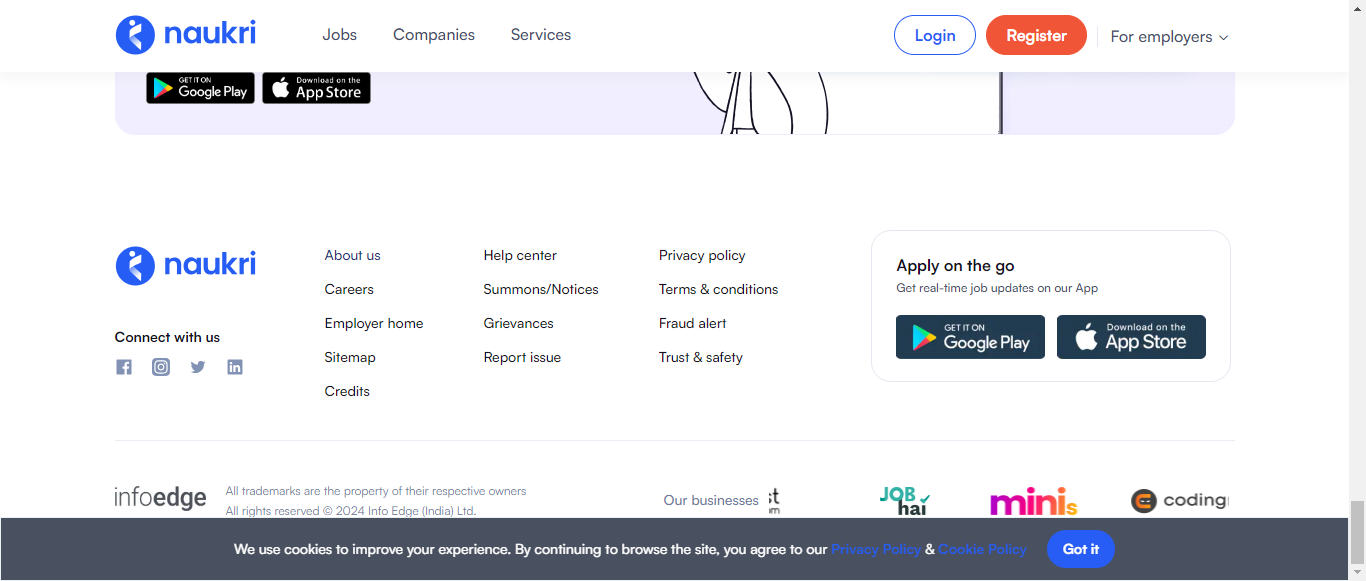 naukri
Jobs Companies Services
Login Register For employers
GET IT ON
Google Play
Download on the
App Store
naukri
Connect with us
About us
Careers
Employer home
Sitemap
Credits
Help center
Summons/Notices
Grievances
Report issue
Privacy policy
Terms & conditions
Fraud alert
Trust & safety
Apply on the go
Get real-time job updates on our App
GET IT ON
Google Play
Download on the
App Store
infoedge
All trademarks are the property of their respective owners
All rights reserved © 2024 Info Edge (India) Ltd.
Our businesses
JOB
hai
minis
coding
We use cookies to improve your experience. By continuing to browse the site, you agree to our Privacy Policy & Cookie Policy Got it